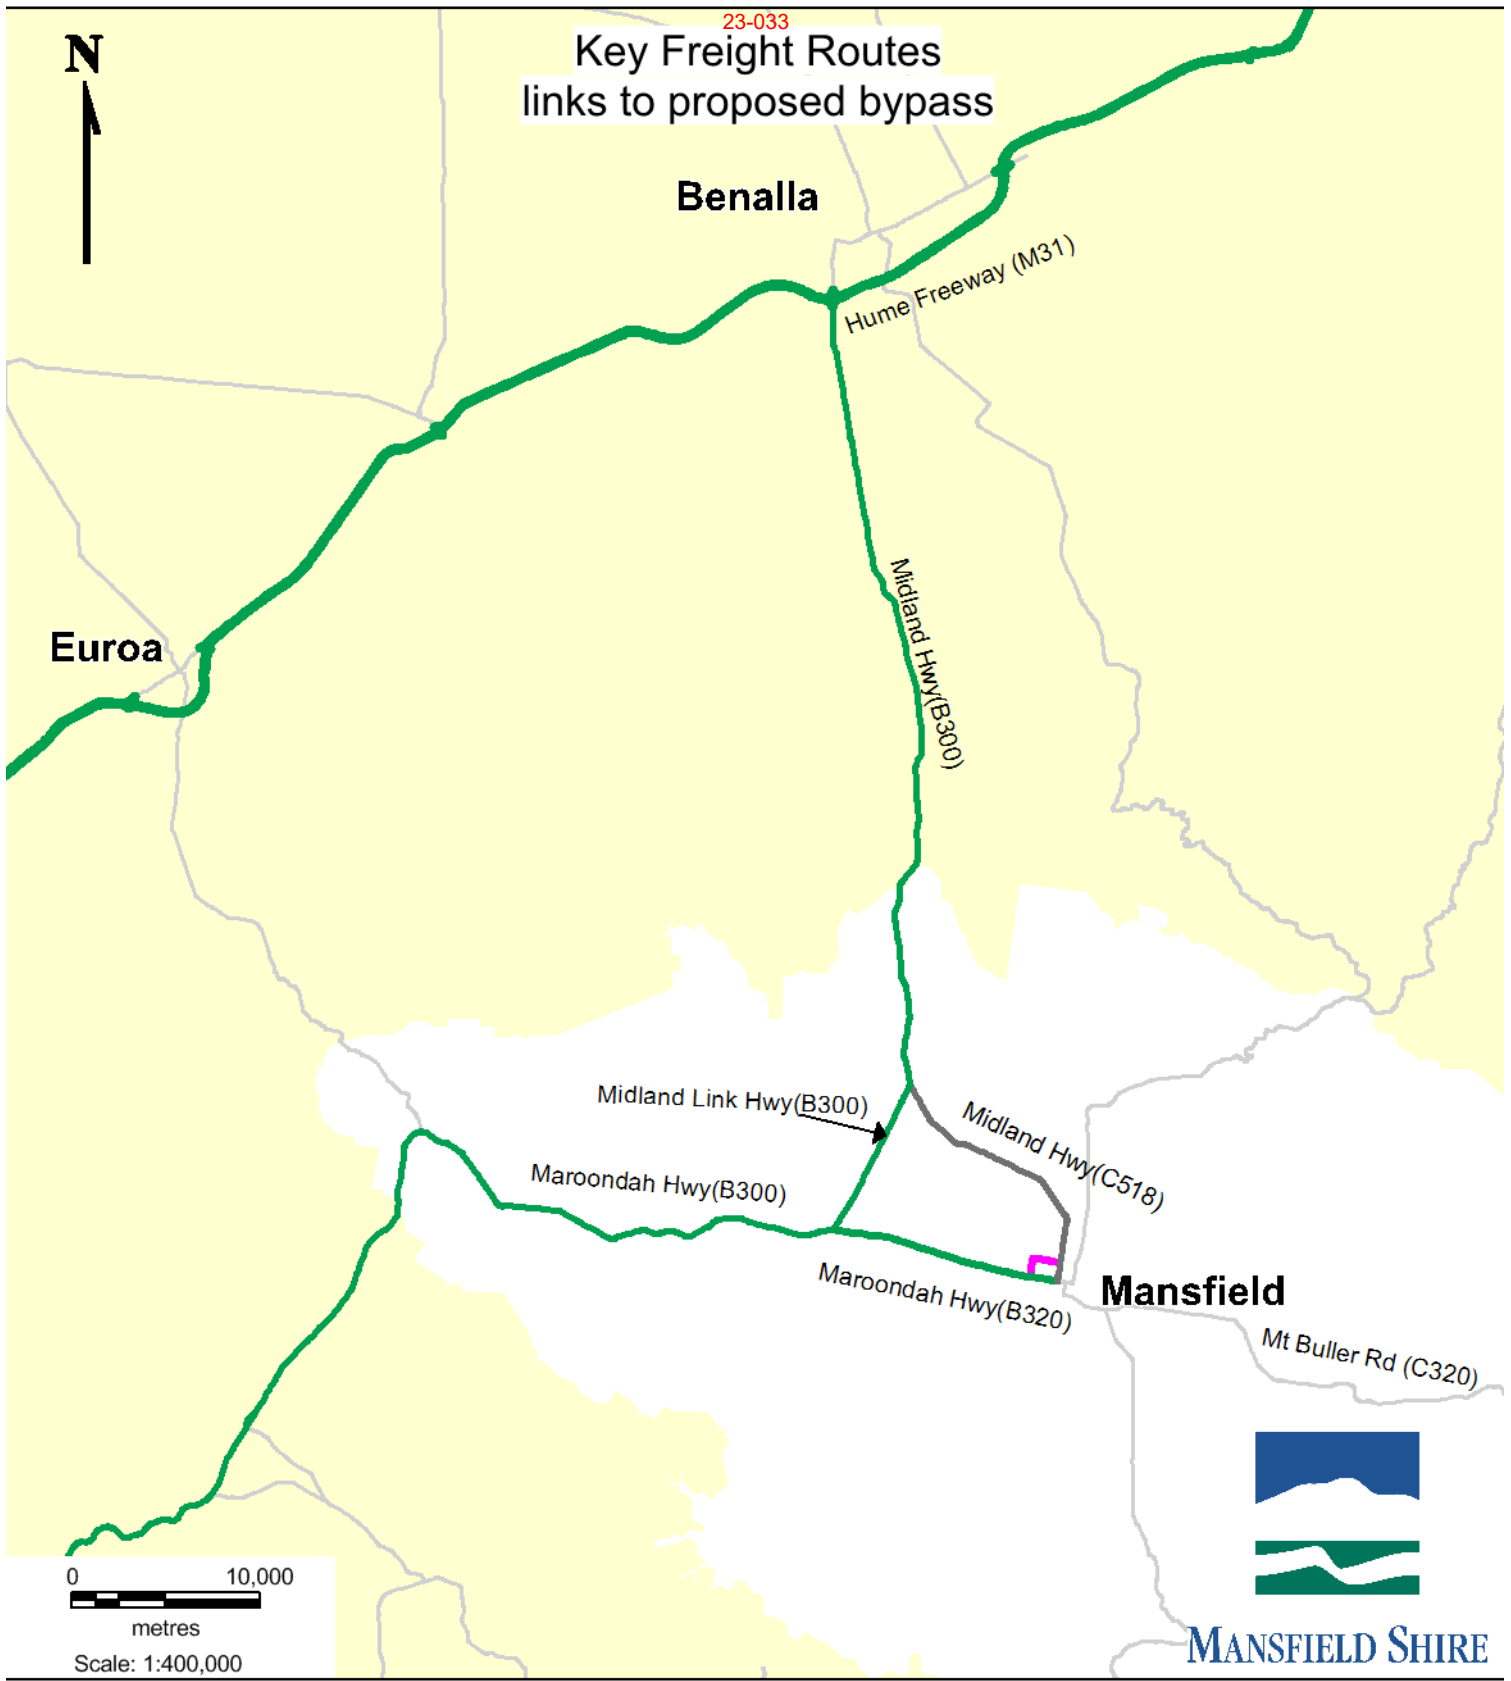 23-033
Key Freight Routes
links to proposed bypass
N
Benalla
Hume Freeway (M31)
Midland Hwy(B300)
Euroa
Midland Link Hwy(B300)
Midland Hwy(C518)
Maroondah Hwy(B300)
Maroondah Hwy(B320)
Mansfield
Mt Buller Rd (C320)
0 10,000
metres
Scale: 1:400,000
MANSFIELD SHIRE